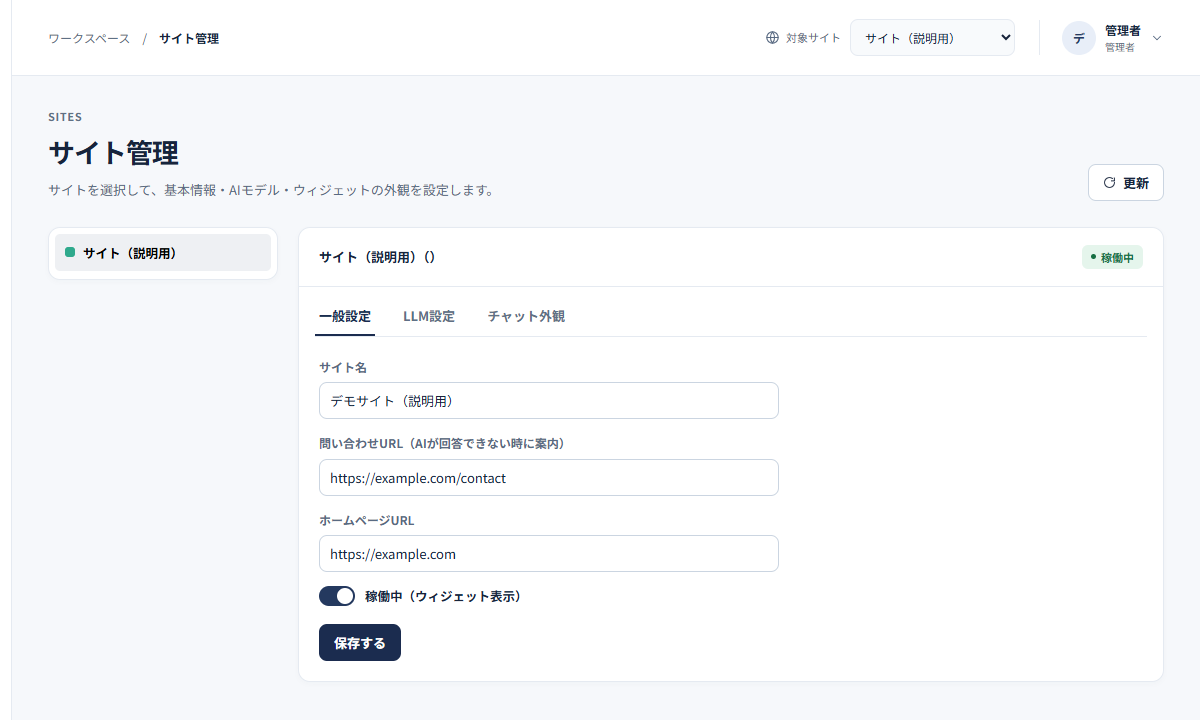 ワークスペース / サイト管理
対象サイト
サイト（説明用）
デ
管理者
管理者
SITES
サイト管理
サイトを選択して、基本情報・AIモデル・ウィジェットの外観を設定します。
更新
サイト（説明用）
サイト（説明用）（）
稼働中
一般設定 LLM設定 チャット外観
サイト名
デモサイト（説明用）
問い合わせURL（AIが回答できない時に案内）
https://example.com/contact
ホームページURL
https://example.com
稼働中（ウィジェット表示）
保存する